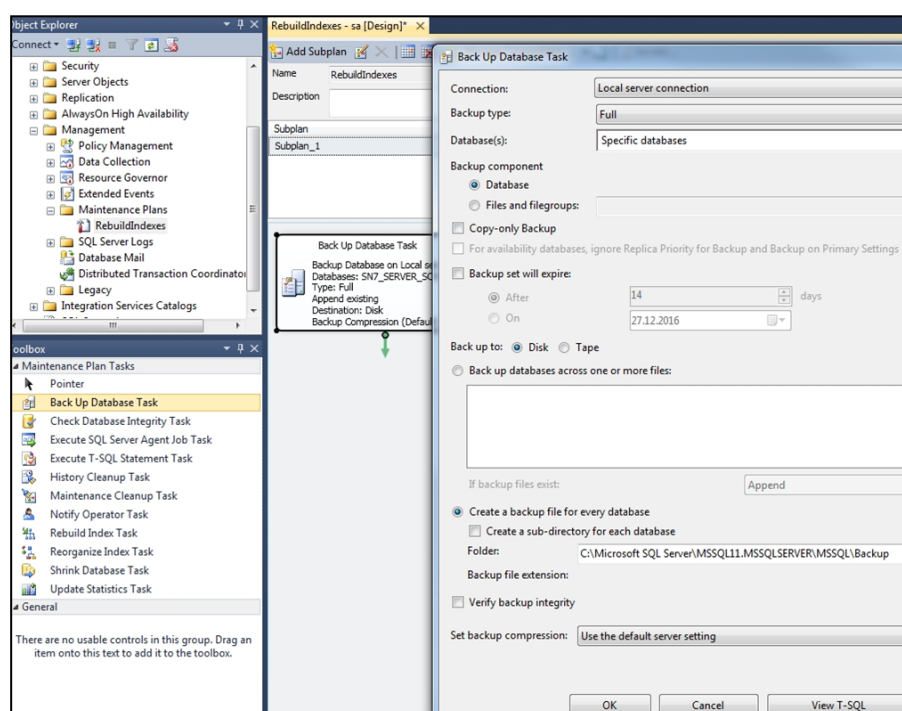 Object Explorer
Connect
Security
Server Objects
Replication
AlwaysOn High Availability
Management
Policy Management
Data Collection
Resource Governor
Extended Events
Maintenance Plans
RebuildIndexes
SQL Server Logs
Database Mail
Distributed Transaction Coordinator
Legacy
Integration Services Catalogs
Toolbox
Maintenance Plan Tasks
Pointer
Back Up Database Task
Check Database Integrity Task
Execute SQL Server Agent Job Task
Execute T-SQL Statement Task
History Cleanup Task
Maintenance Cleanup Task
Notify Operator Task
Rebuild Index Task
Reorganize Index Task
Shrink Database Task
Update Statistics Task
General
There are no usable controls in this group. Drag an
item onto this text to add it to the toolbox.
RebuildIndexes - sa [Design]*
Add Subplan
Name RebuildIndexes
Description
Subplan
Subplan_1
Back Up Database Task
Backup Database on Local se
Databases: SN7_SERVER_SC
Type: Full
Append existing
Destination: Disk
Backup Compression (Defaul
Back Up Database Task
Connection: Local server connection
Backup type: Full
Database(s): Specific databases
Backup component
Database
Files and filegroups:
Copy-only Backup
For availability databases, ignore Replica Priority for Backup and Backup on Primary Settings
Backup set will expire:
After 14 days
On 27.12.2016
Back up to: Disk Tape
Back up databases across one or more files:
If backup files exist: Append
Create a backup file for every database
Create a sub-directory for each database
Folder: C:\Microsoft SQL Server\MSSQL11.MSSQLSERVER\MSSQL\Backup
Backup file extension:
Verify backup integrity
Set backup compression: Use the default server setting
OK Cancel View T-SQL